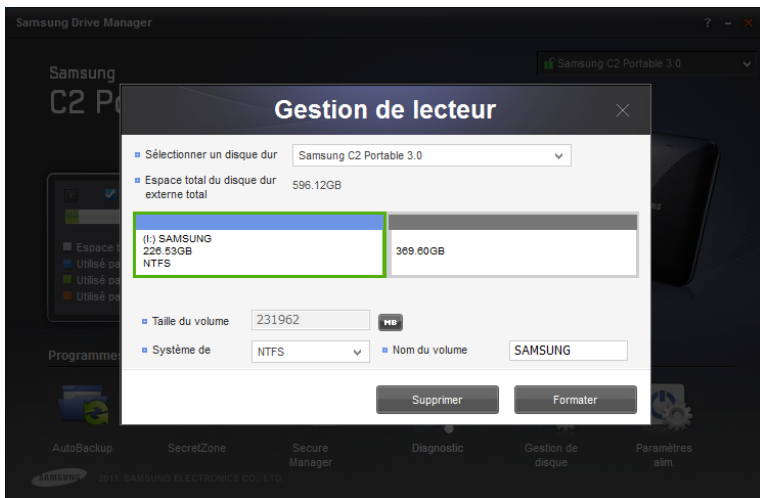 Samsung Drive Manager
? - ×
Samsung C2 Portable 3.0
Samsung
C2 Po
Gestion de lecteur
Sélectionner un disque dur
Samsung C2 Portable 3.0
Espace total du disque dur
externe total
596.12GB
(I:) SAMSUNG
226.53GB
NTFS
369.60GB
Espace t
Utilisé pa
Utilisé pa
Utilisé pa
Taille du volume
231962
MB
Système de
NTFS
Nom du volume
SAMSUNG
Programme
Supprimer
Formater
AutoBackup
SecretZone
Secure
Manager
Diagnostic
Gestion de
disque
Paramètres
alim.
SAMSUNG 2011. SAMSUNG ELECTRONICS CO., LTD.